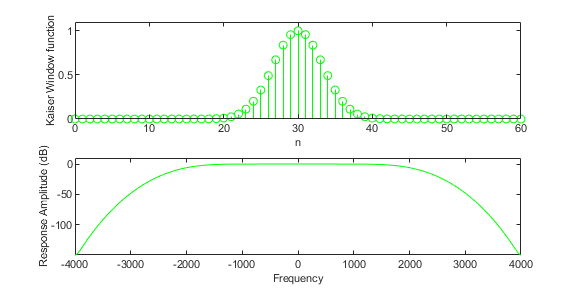 Kaiser Window function
1
0.5
0
0 10 20 30 40 50 60
n
Response Amplitude (dB)
0
-50
-100
-4000 -3000 -2000 -1000 0 1000 2000 3000 4000
Frequency